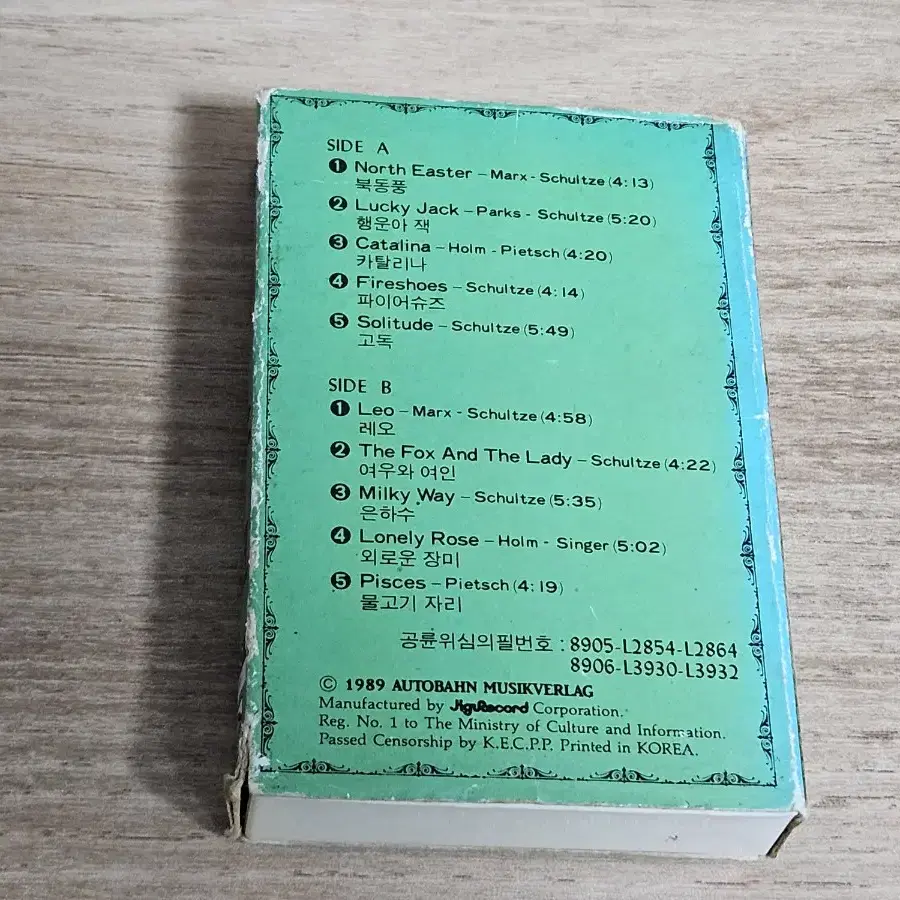 SIDE A
❶ North Easter – Marx - Schultze (4:13)
북동풍
❷ Lucky Jack – Parks - Schultze (5:20)
행운아 잭
❸ Catalina – Holm - Pietsch (4:20)
카탈리나
❹ Fireshoes – Schultze (4:14)
파이어슈즈
❺ Solitude – Schultze (5:49)
고독
SIDE B
❶ Leo – Marx - Schultze (4:58)
레오
❷ The Fox And The Lady – Schultze (4:22)
여우와 여인
❸ Milky Way – Schultze (5:35)
은하수
❹ Lonely Rose – Holm - Singer (5:02)
외로운 장미
❺ Pisces – Pietsch (4:19)
물고기 자리
공륜위심의필번호 : 8905-L2854-L2864
8906-L3930-L3932
© 1989 AUTOBAHN MUSIKVERLAG
Manufactured by JiguRecord Corporation.
Reg. No. 1 to The Ministry of Culture and Information.
Passed Censorship by K.E.C.P.P. Printed in KOREA.